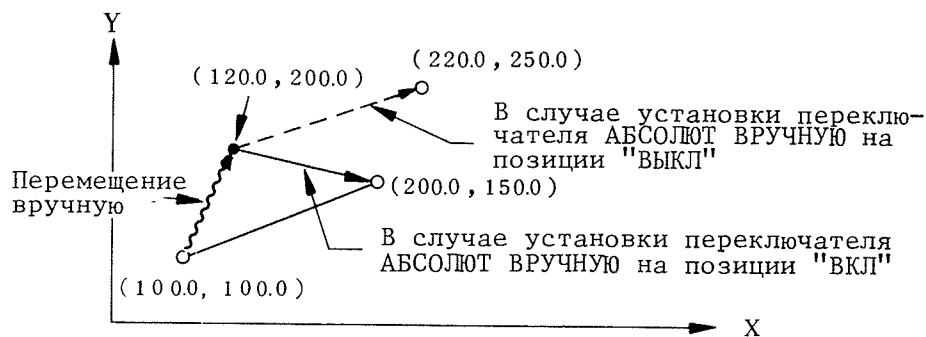 Y
(220.0, 250.0)
(120.0, 200.0)
В случае установки переклю-
чателя АБСОЛЮТ ВРУЧНУЮ на
позиции "ВЫКЛ"
Перемещение
вручную
(200.0, 150.0)
В случае установки переключателя
АБСОЛЮТ ВРУЧНУЮ на позиции "ВКЛ"
(100.0, 100.0)
X